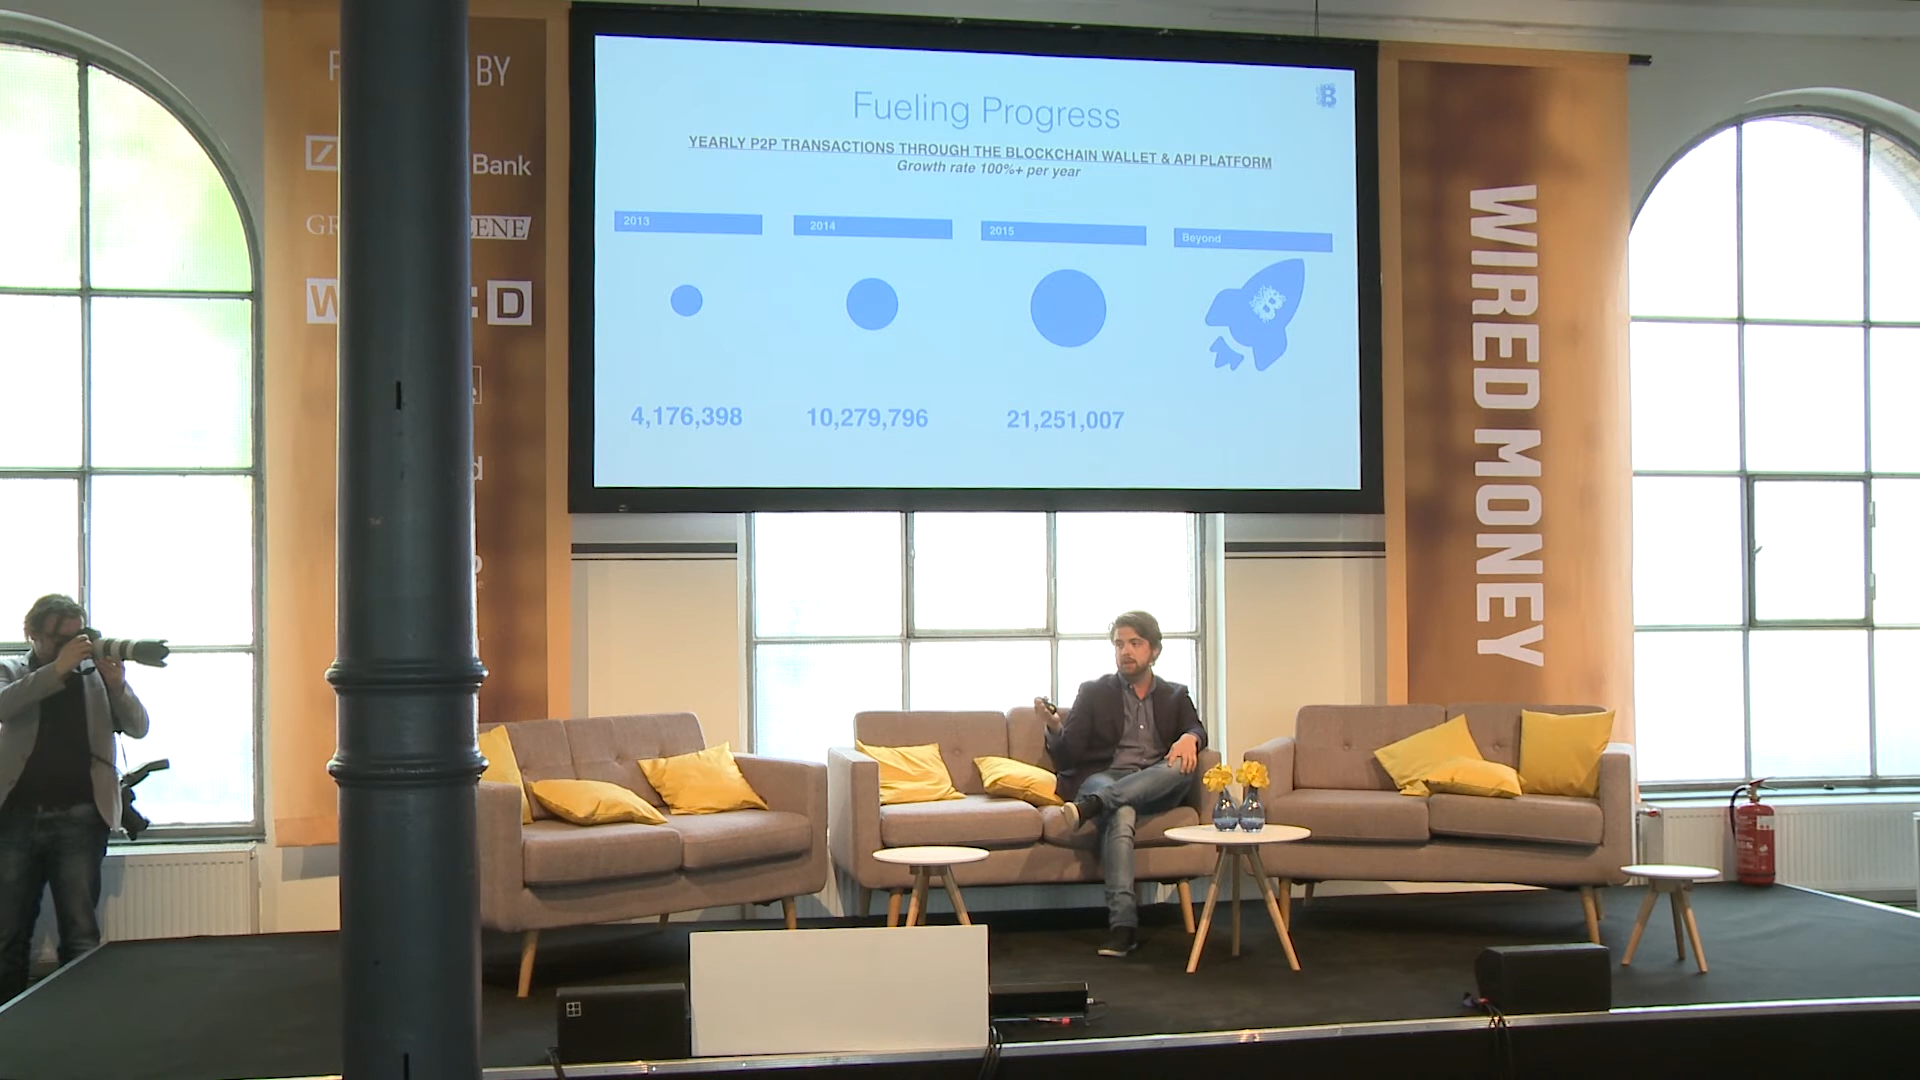 BY
Bank
D
Fueling Progress
YEARLY P2P TRANSACTIONS THROUGH THE BLOCKCHAIN WALLET & API PLATFORM
Growth rate 100%+ per year
2013
2014
2015
Beyond
4,176,398
10,279,796
21,251,007
WIRED MONEY